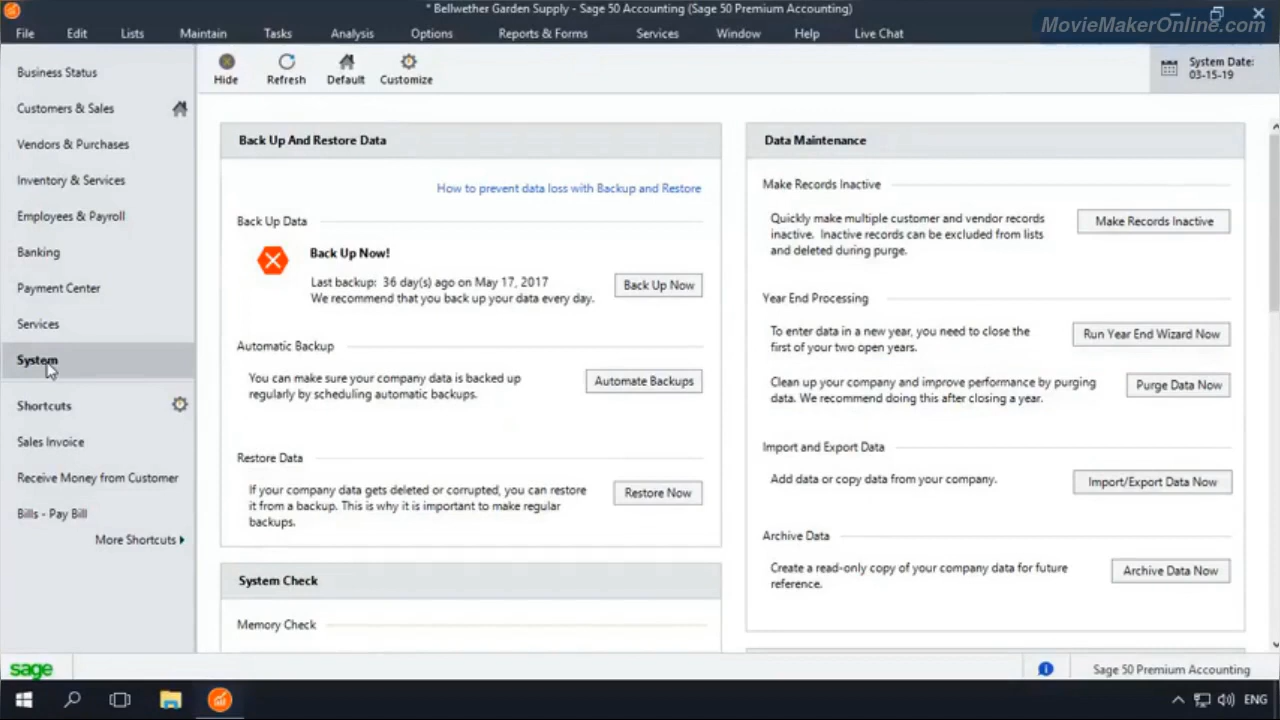 * Bellwether Garden Supply - Sage 50 Accounting (Sage 50 Premium Accounting)
MovieMakerOnline.com
File Edit Lists Maintain Tasks Analysis Options Reports & Forms Services Window Help Live Chat
Hide Refresh Default Customize
System Date:
03-15-19
Business Status
Customers & Sales
Vendors & Purchases
Inventory & Services
Employees & Payroll
Banking
Payment Center
Services
System
Shortcuts
Sales Invoice
Receive Money from Customer
Bills - Pay Bill
More Shortcuts
Back Up And Restore Data
How to prevent data loss with Backup and Restore
Back Up Data
Back Up Now!
Last backup: 36 day(s) ago on May 17, 2017
We recommend that you back up your data every day.
Back Up Now
Automatic Backup
You can make sure your company data is backed up
regularly by scheduling automatic backups.
Automate Backups
Restore Data
If your company data gets deleted or corrupted, you can restore
it from a backup. This is why it is important to make regular
backups.
Restore Now
System Check
Memory Check
Data Maintenance
Make Records Inactive
Quickly make multiple customer and vendor records
inactive. Inactive records can be excluded from lists
and deleted during purge.
Make Records Inactive
Year End Processing
To enter data in a new year, you need to close the
first of your two open years.
Run Year End Wizard Now
Clean up your company and improve performance by purging
data. We recommend doing this after closing a year.
Purge Data Now
Import and Export Data
Add data or copy data from your company.
Import/Export Data Now
Archive Data
Create a read-only copy of your company data for future
reference.
Archive Data Now
sage
Sage 50 Premium Accounting
ENG